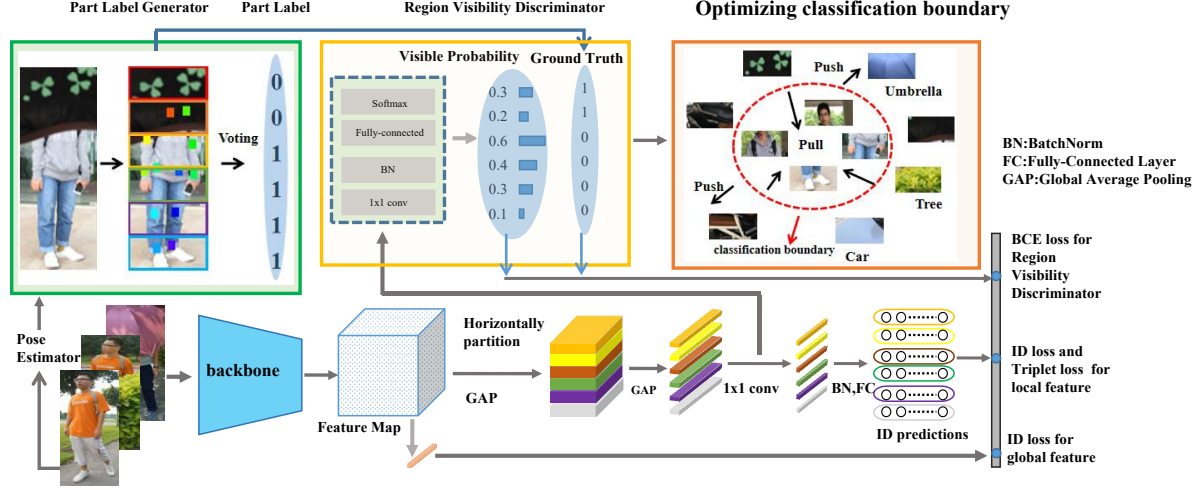 Part Label Generator
Part Label
Region Visibility Discriminator
Optimizing classification boundary
Voting
0
0
1
1
1
1
Visible Probability
Ground Truth
Softmax
Fully-connected
BN
1x1 conv
0.3
0.2
0.6
0.4
0.3
0.1
1
1
0
0
0
0
Push
Umbrella
Pull
Push
Tree
classification boundary
Car
BN:BatchNorm
FC:Fully-Connected Layer
GAP:Global Average Pooling
BCE loss for
Region
Visibility
Discriminator
Pose
Estimator
backbone
Feature Map
Horizontally
partition
GAP
GAP
1x1 conv
BN,FC
ID predictions
ID loss and
Triplet loss for
local feature
ID loss for
global feature